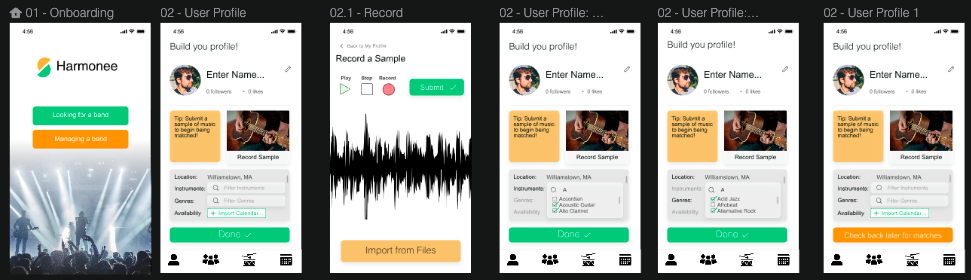 01 - Onboarding
4:56
Harmonee
Looking for a band
Managing a band
02 - User Profile
4:56
Build you profile!
Enter Name...
0 followers • 0 likes
Tip: Submit a
sample of music
to begin being
matched!
Record Sample
Location: Williamstown, MA
Instruments: Filter Instruments
Genres: Filter Genres
Availability + Import Calendar...
Done
02.1 - Record
4:56
Back to My Profile
Record a Sample
Play Stop Record
Submit
Import from Files
02 - User Profile: ...
4:56
Build you profile!
Enter Name...
0 followers • 0 likes
Tip: Submit a
sample of music
to begin being
matched!
Record Sample
Location: Williamstown, MA
Instruments: A
Accordian
Genres: Acoustic Guitar
Alto Clarinet
Availability
Done
02 - User Profile:...
4:56
Build you profile!
Enter Name...
0 followers • 0 likes
Tip: Submit a
sample of music
to begin being
matched!
Record Sample
Location: Williamstown, MA
Instruments: A
Acid Jazz
Genres: Afrobeat
Alternative Rock
Availability
Done
02 - User Profile 1
4:56
Build you profile!
Enter Name...
0 followers • 0 likes
Tip: Submit a
sample of music
to begin being
matched!
Record Sample
Location: Williamstown, MA
Instruments: Filter Instruments
Genres: Filter Genres
Availability + Import Calendar...
Check back later for matches